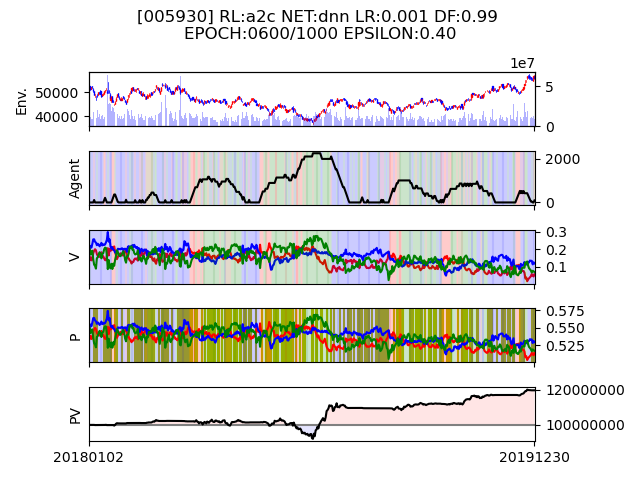 [005930] RL:a2c NET:dnn LR:0.001 DF:0.99
EPOCH:0600/1000 EPSILON:0.40
1e7
Env.
50000
40000
5
0
Agent
2000
0
V
0.3
0.2
0.1
P
0.575
0.550
0.525
PV
120000000
100000000
20180102
20191230